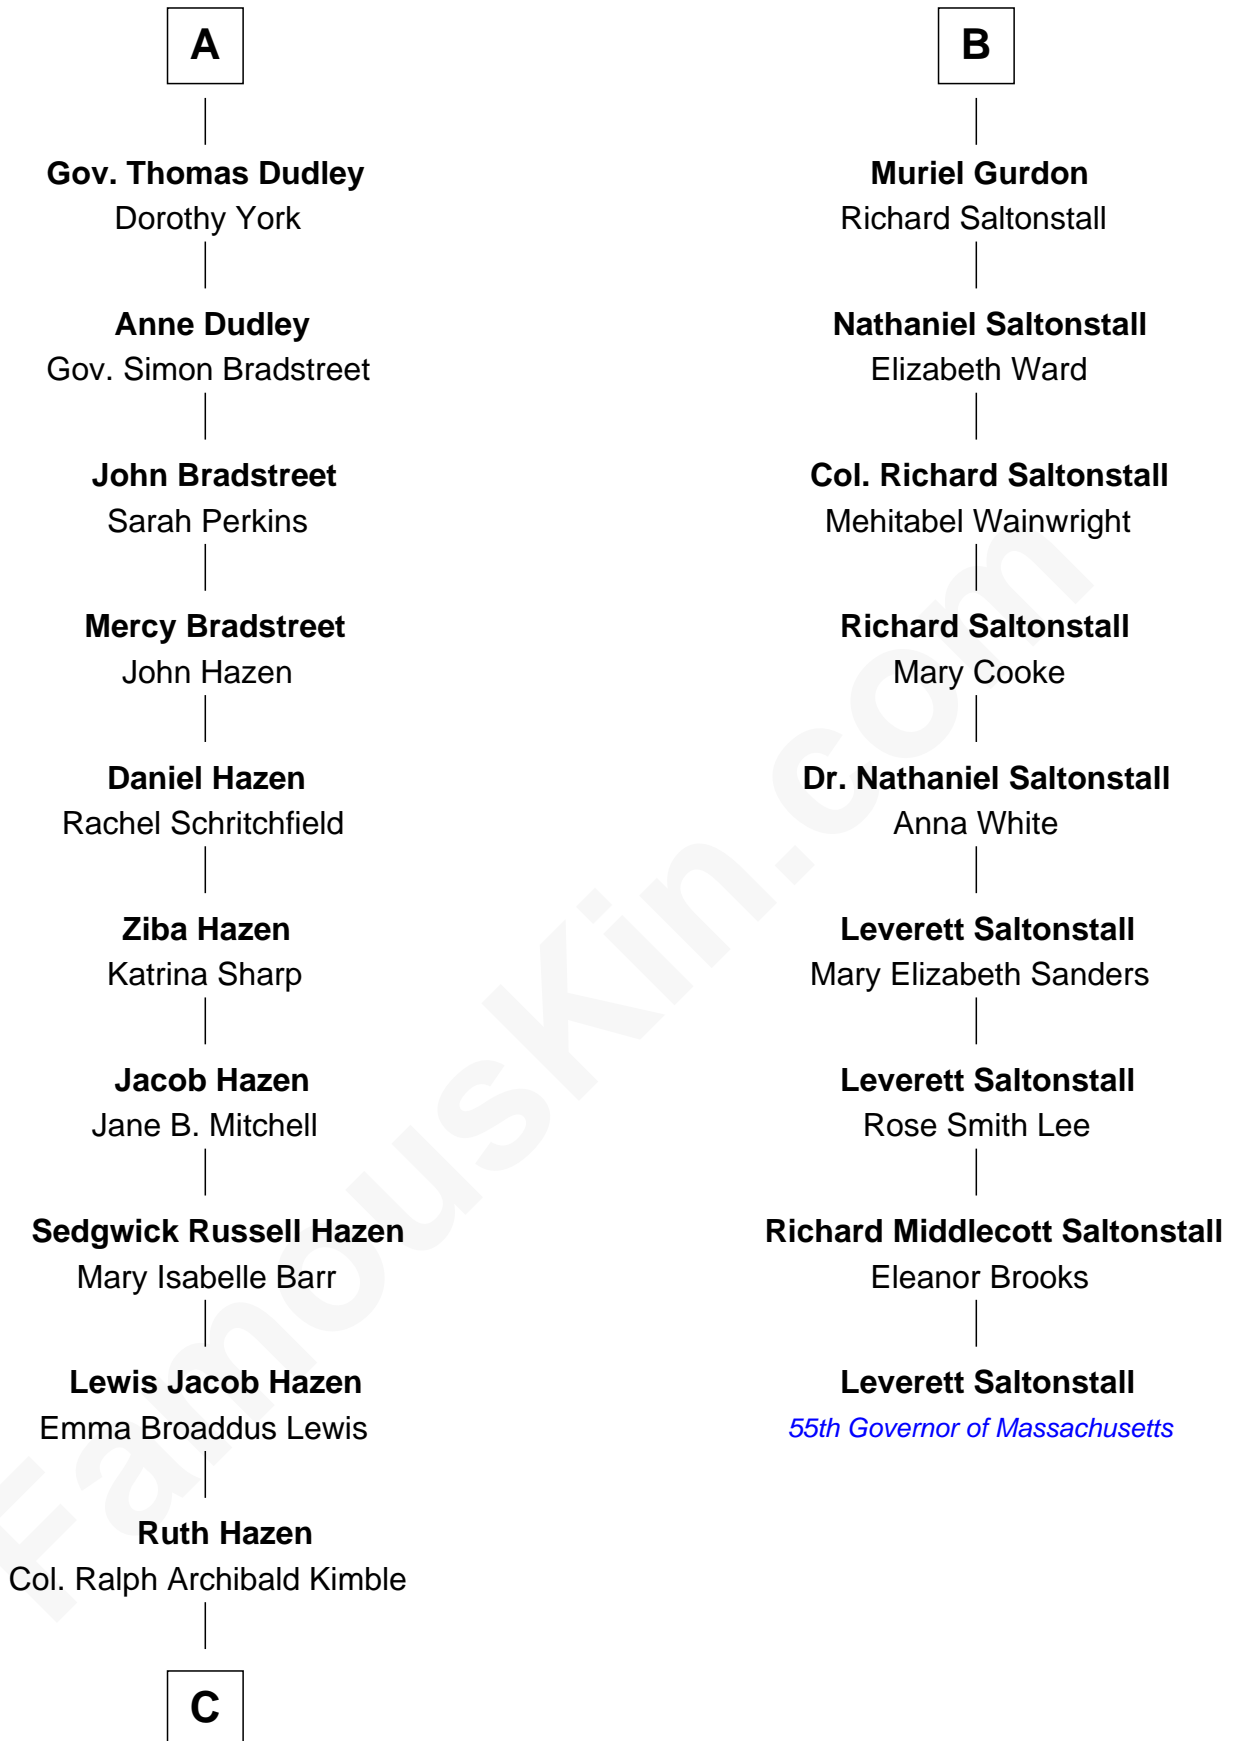 A
Gov. Thomas Dudley
Dorothy York
Anne Dudley
Gov. Simon Bradstreet
John Bradstreet
Sarah Perkins
Mercy Bradstreet
John Hazen
Daniel Hazen
Rachel Schritchfield
Ziba Hazen
Katrina Sharp
Jacob Hazen
Jane B. Mitchell
Sedgwick Russell Hazen
Mary Isabelle Barr
Lewis Jacob Hazen
Emma Broaddus Lewis
Ruth Hazen
Col. Ralph Archibald Kimble
C
B
Muriel Gurdon
Richard Saltonstall
Nathaniel Saltonstall
Elizabeth Ward
Col. Richard Saltonstall
Mehitabel Wainwright
Richard Saltonstall
Mary Cooke
Dr. Nathaniel Saltonstall
Anna White
Leverett Saltonstall
Mary Elizabeth Sanders
Leverett Saltonstall
Rose Smith Lee
Richard Middlecott Saltonstall
Eleanor Brooks
Leverett Saltonstall
55th Governor of Massachusetts
FamousKin.com